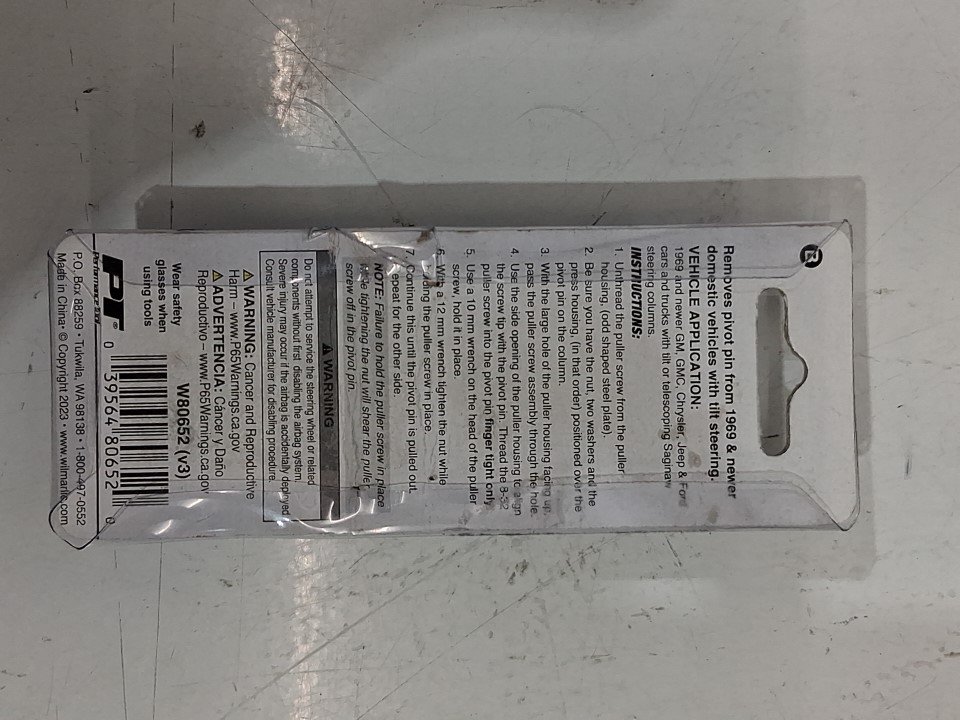 Removes pivot pin from 1969 & newer
domestic vehicles with tilt steering.
VEHICLE APPLICATION:
1969 and newer GM, GMC, Chrysler, Jeep & Ford
cars and trucks with tilt or telescoping Saginaw
steering columns.
INSTRUCTIONS:
1. Unthread the puller screw from the puller
housing, (odd shaped steel plate).
2. Be sure you have the nut, two washers and the
press housing, (in that order) positioned over the
pivot pin on the column.
3. With the large hole of the puller housing facing up,
pass the puller screw assembly through the hole.
4. Use the side opening of the puller housing to align
the screw tip with the pivot pin. Thread the 8-32
puller screw into the pivot pin finger tight only.
5. Use a 10 mm wrench on the head of the puller
screw, hold it in place.
6. With a 12 mm wrench tighten the nut while
holding the puller screw in place.
7. Continue this until the pivot pin is pulled out,
repeat for the other side.
NOTE: Failure to hold the puller screw in place
while tightening the nut will shear the puller
screw off in the pivot pin.
⚠ WARNING
Do not attempt to service the steering wheel or related
components without first disabling the airbag system.
Severe injury may occur if the airbag is accidentally deployed
Consult vehicle manufacturer for disabling procedure.
⚠ WARNING: Cancer and Reproductive
Harm - www.P65Warnings.ca.gov
⚠ ADVERTENCIA: Cáncer y Daño
Reproductivo – www.P65Warnings.ca.gov
Wear safety
glasses when
using tools
W80652 (v3)
PT®
Performance Tool
0 39564 80652 6
P.O. Box 88259 • Tukwila, WA 98138 • 1-800-497-0552
Made in China • © Copyright 2023 • www.wilmarllc.com